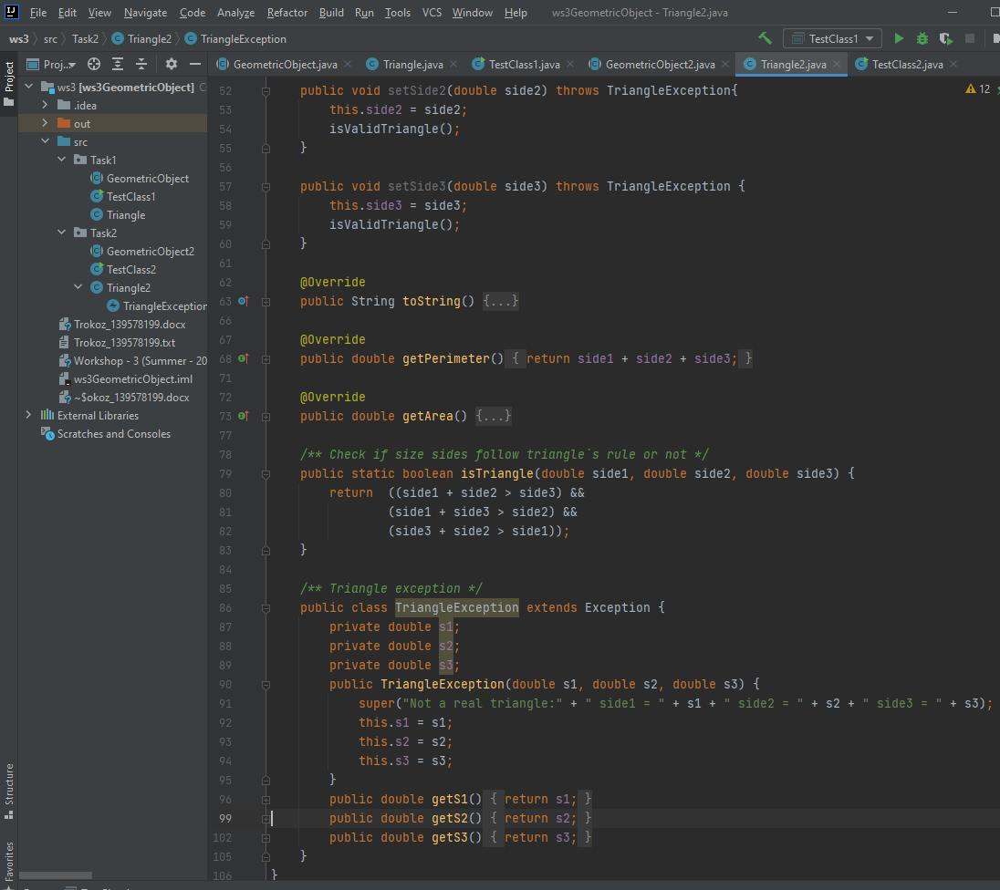 IJ File Edit View Navigate Code Analyze Refactor Build Run Tools VCS Window Help ws3GeometricObject - Triangle2.java
ws3 src Task2 Triangle2 TriangleException TestClass1
Project Proj... GeometricObject.java Triangle.java TestClass1.java GeometricObject2.java Triangle2.java TestClass2.java
ws3 [ws3GeometricObject] C
.idea
out
src
Task1
GeometricObject
TestClass1
Triangle
Task2
GeometricObject2
TestClass2
Triangle2
TriangleException
Trokoz_139578199.docx
Trokoz_139578199.txt
Workshop - 3 (Summer - 20
ws3GeometricObject.iml
~$okoz_139578199.docx
External Libraries
Scratches and Consoles
Structure
Favorites
12
52 public void setSide2(double side2) throws TriangleException{
53 this.side2 = side2;
54 isValidTriangle();
55 }
56
57 public void setSide3(double side3) throws TriangleException {
58 this.side3 = side3;
59 isValidTriangle();
60 }
61
62 @Override
63 public String toString() {...}
66
67 @Override
68 public double getPerimeter() { return side1 + side2 + side3; }
71
72 @Override
73 public double getArea() {...}
77
78 /** Check if size sides follow triangle`s rule or not */
79 public static boolean isTriangle(double side1, double side2, double side3) {
80 return ((side1 + side2 > side3) &&
81 (side1 + side3 > side2) &&
82 (side3 + side2 > side1));
83 }
84
85 /** Triangle exception */
86 public class TriangleException extends Exception {
87 private double s1;
88 private double s2;
89 private double s3;
90 public TriangleException(double s1, double s2, double s3) {
91 super("Not a real triangle:" + " side1 = " + s1 + " side2 = " + s2 + " side3 = " + s3);
92 this.s1 = s1;
93 this.s2 = s2;
94 this.s3 = s3;
95 }
96 public double getS1() { return s1; }
99 public double getS2() { return s2; }
102 public double getS3() { return s3; }
105 }
106 }